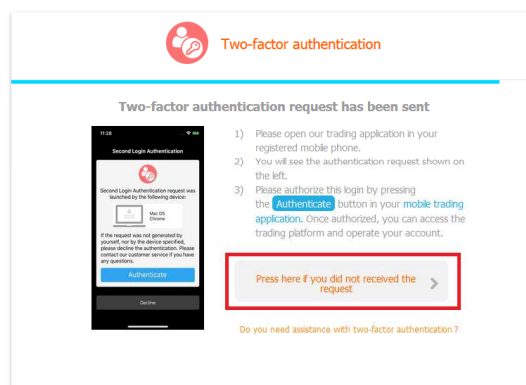 Two-factor authentication
Two-factor authentication request has been sent
11:28
Second Login Authentication
Second Login Authentication request was
launched by the following device:
Mac OS
Chrome
If the request was not generated by
yourself, nor by the device specified,
please decline the authentication. Please
contact our customer service if you have
any questions.
Authenticate
Decline
1) Please open our trading application in your
registered mobile phone.
2) You will see the authentication request shown on
the left.
3) Please authorize this login by pressing
the Authenticate button in your mobile trading
application. Once authorized, you can access the
trading platform and operate your account.
Press here if you did not received the
request
Do you need assistance with two-factor authentication ?